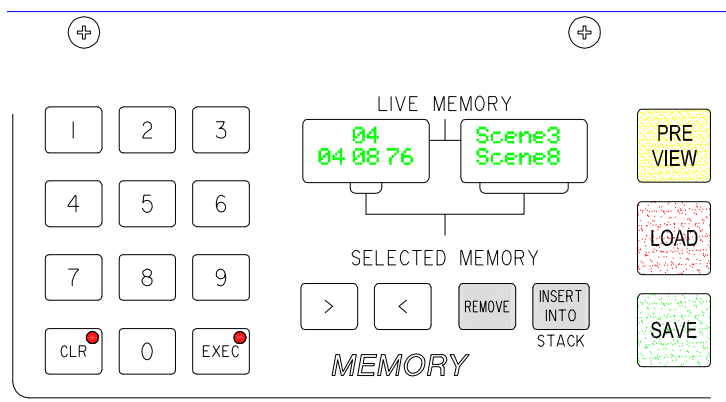 LIVE MEMORY
1 2 3
04
04 08 76
Scene3
Scene8
PRE
VIEW
4 5 6
LOAD
SELECTED MEMORY
7 8 9
> <
REMOVE
INSERT
INTO
STACK
SAVE
CLR 0 EXEC
MEMORY